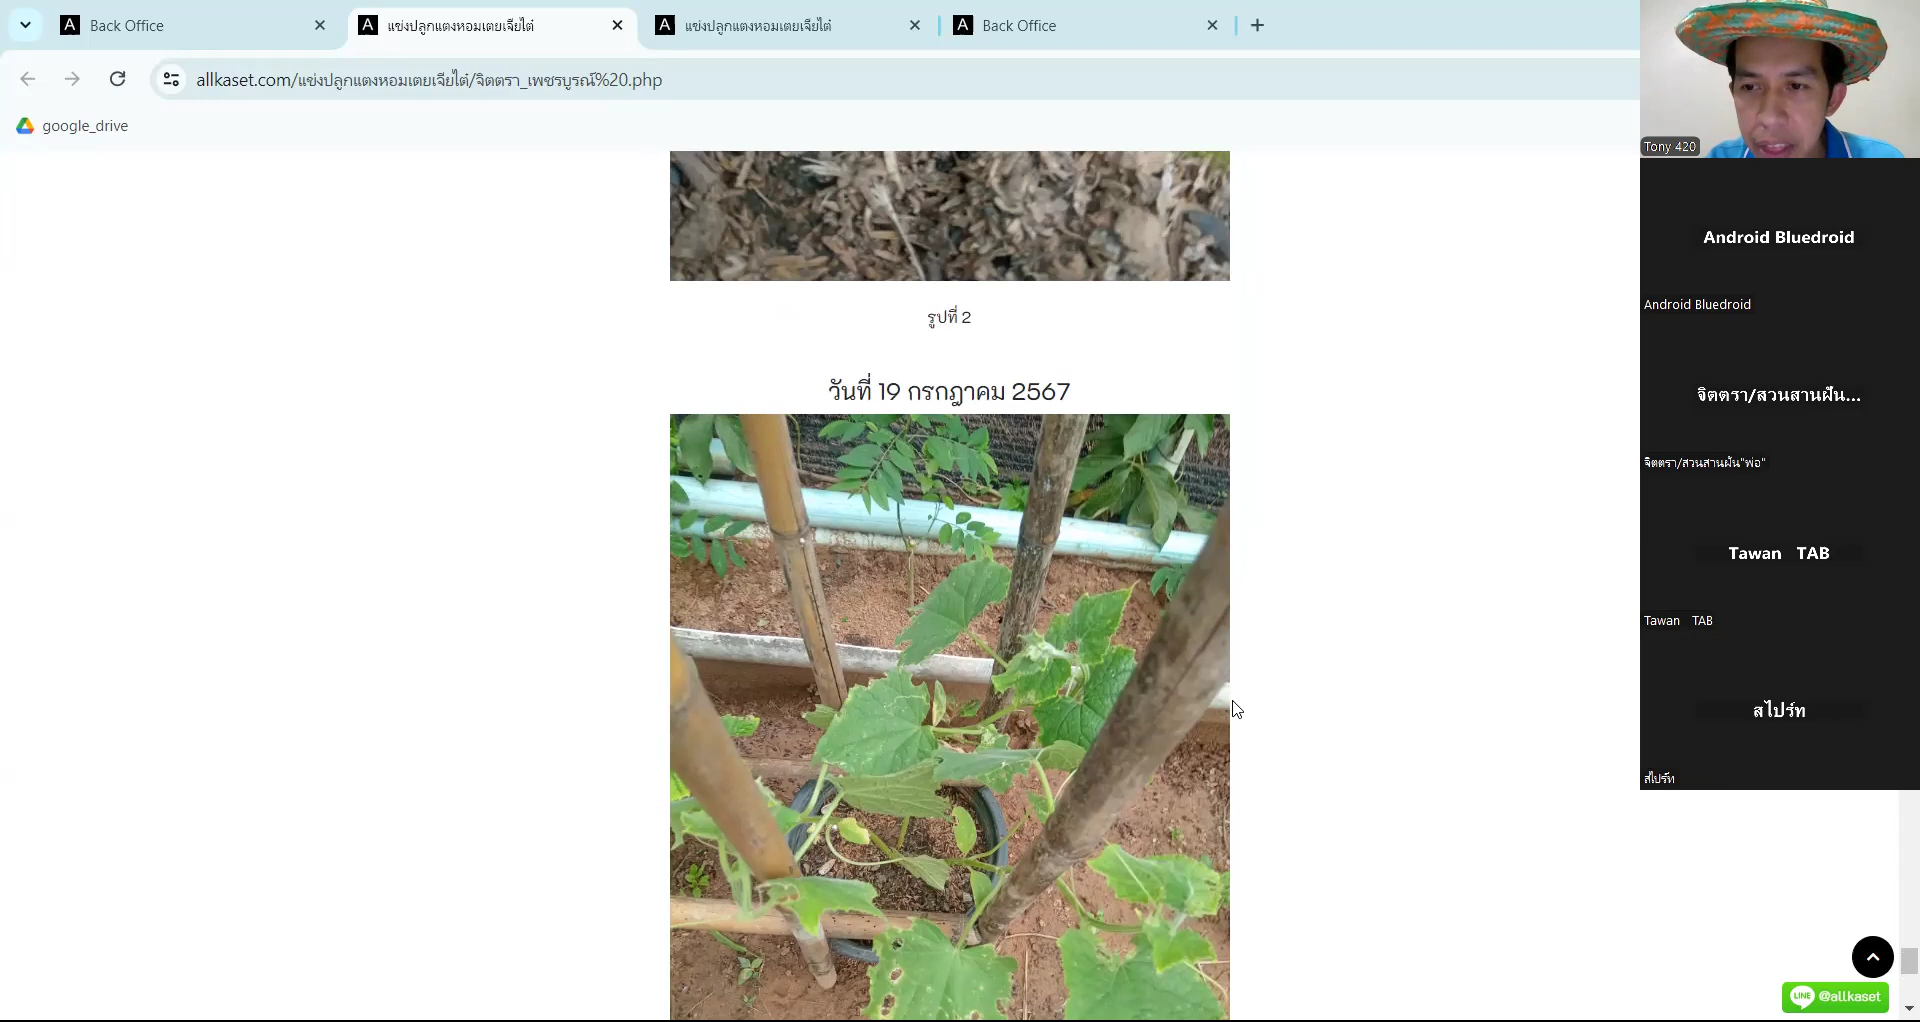 Back Office
แข่งปลูกแตงหอมเตยเจียไต๋
แข่งปลูกแตงหอมเตยเจียไต๋
Back Office
allkaset.com/แข่งปลูกแตงหอมเตยเจียไต๋/จิตตรา_เพชรบูรณ์%20.php
google_drive
รูปที่ 2
วันที่ 19 กรกฎาคม 2567
Tony 420
Android Bluedroid
Android Bluedroid
จิตตรา/สวนสานฝัน...
จิตตรา/สวนสานฝัน"พ่อ"
Tawan TAB
Tawan TAB
สไปร์ท
สไปร์ท
LINE @allkaset